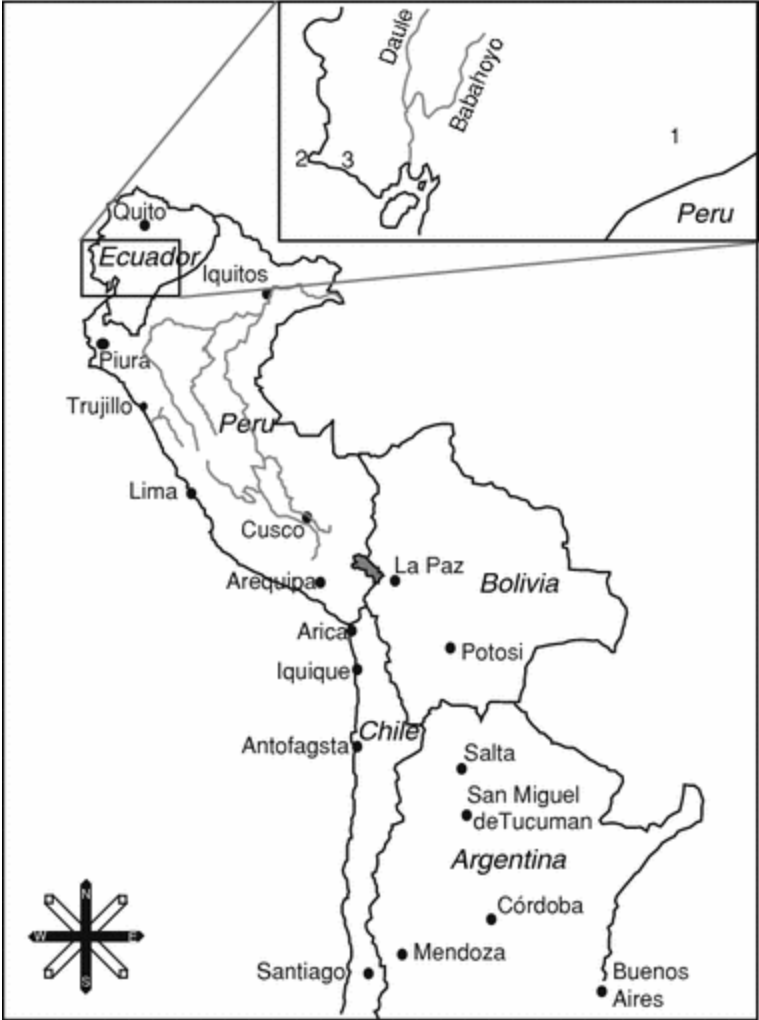 Daule
Babahoyo
1
2
3
Peru
Quito
Ecuador
Iquitos
Piura
Trujillo
Peru
Lima
Cusco
La Paz
Bolivia
Arequipa
Arica
Potosi
Iquique
Chile
Antofagsta
Salta
San Miguel
deTucuman
Argentina
Córdoba
N
W
E
S
Mendoza
Santiago
Buenos
Aires